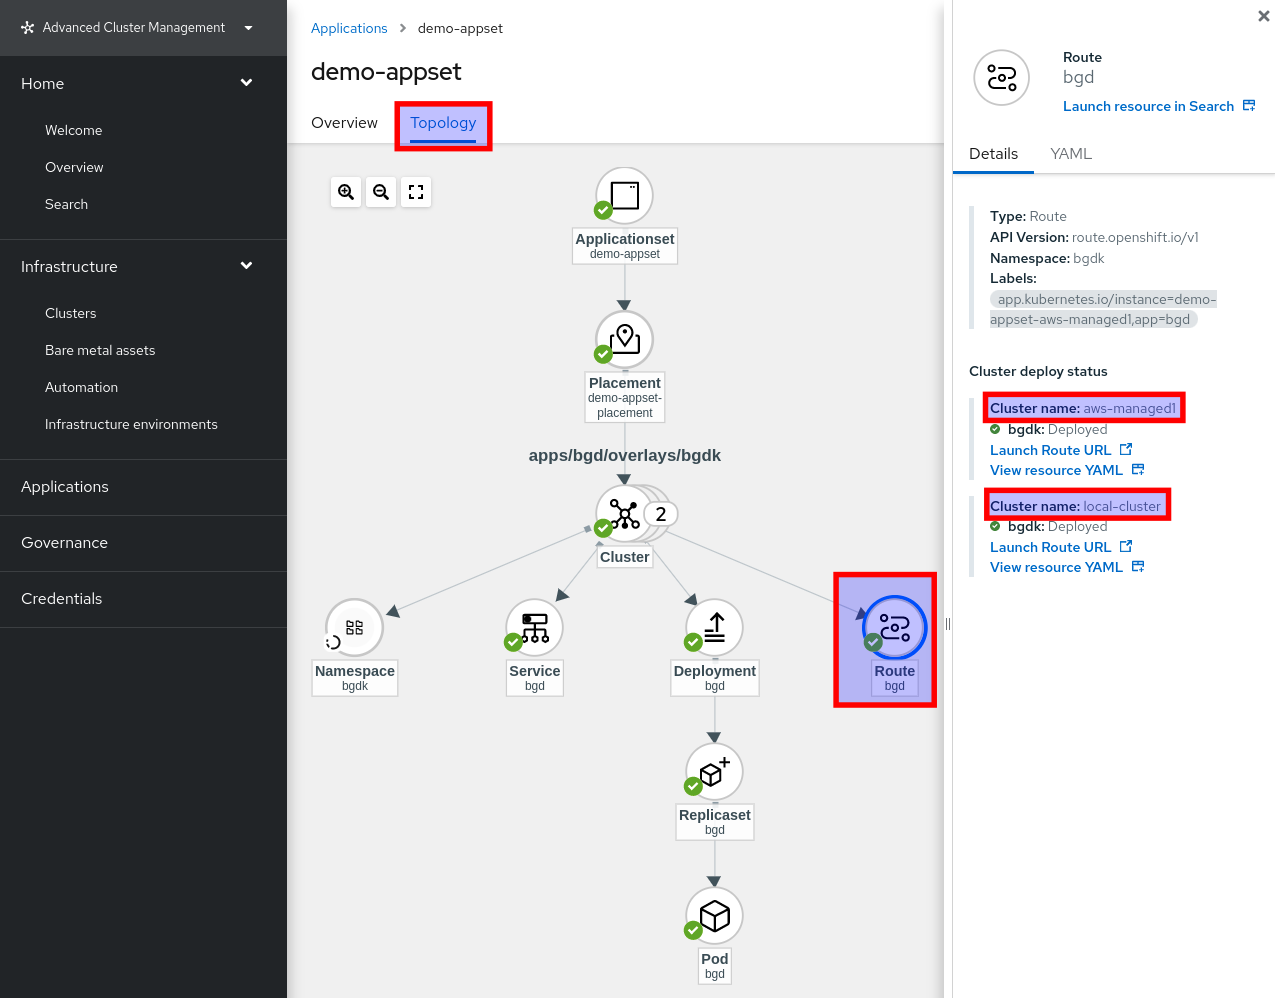 Advanced Cluster Management
Home
Welcome
Overview
Search
Infrastructure
Clusters
Bare metal assets
Automation
Infrastructure environments
Applications
Governance
Credentials
Applications > demo-appset
demo-appset
Overview
Topology
Applicationset
demo-appset
Placement
demo-appset-
placement
apps/bgd/overlays/bgdk
2
Cluster
Namespace
bgdk
Service
bgd
Deployment
bgd
Route
bgd
Replicaset
bgd
Pod
bgd
Route
bgd
Launch resource in Search
Details
YAML
Type: Route
API Version: route.openshift.io/v1
Namespace: bgdk
Labels:
app.kubernetes.io/instance=demo-
appset-aws-managed1,app=bgd
Cluster deploy status
Cluster name: aws-managed1
bgdk: Deployed
Launch Route URL
View resource YAML
Cluster name: local-cluster
bgdk: Deployed
Launch Route URL
View resource YAML